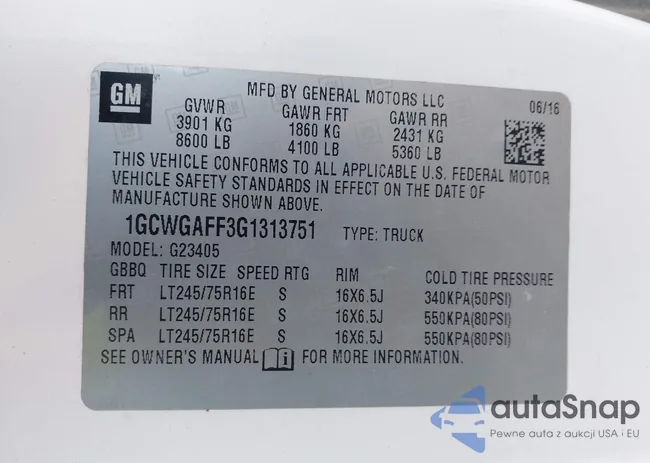 GM
MFD BY GENERAL MOTORS LLC
06/16
GVWR GAWR FRT GAWR RR
3901 KG 1860 KG 2431 KG
8600 LB 4100 LB 5360 LB
THIS VEHICLE CONFORMS TO ALL APPLICABLE U.S. FEDERAL MOTOR
VEHICLE SAFETY STANDARDS IN EFFECT ON THE DATE OF
MANUFACTURE SHOWN ABOVE.
1GCWGAFF3G1313751 TYPE: TRUCK
MODEL: G23405
GBBQ TIRE SIZE SPEED RTG RIM COLD TIRE PRESSURE
FRT LT245/75R16E S 16X6.5J 340KPA(50PSI)
RR LT245/75R16E S 16X6.5J 550KPA(80PSI)
SPA LT245/75R16E S 16X6.5J 550KPA(80PSI)
SEE OWNER'S MANUAL FOR MORE INFORMATION.
autaSnap
Pewne auta z aukcji USA i EU